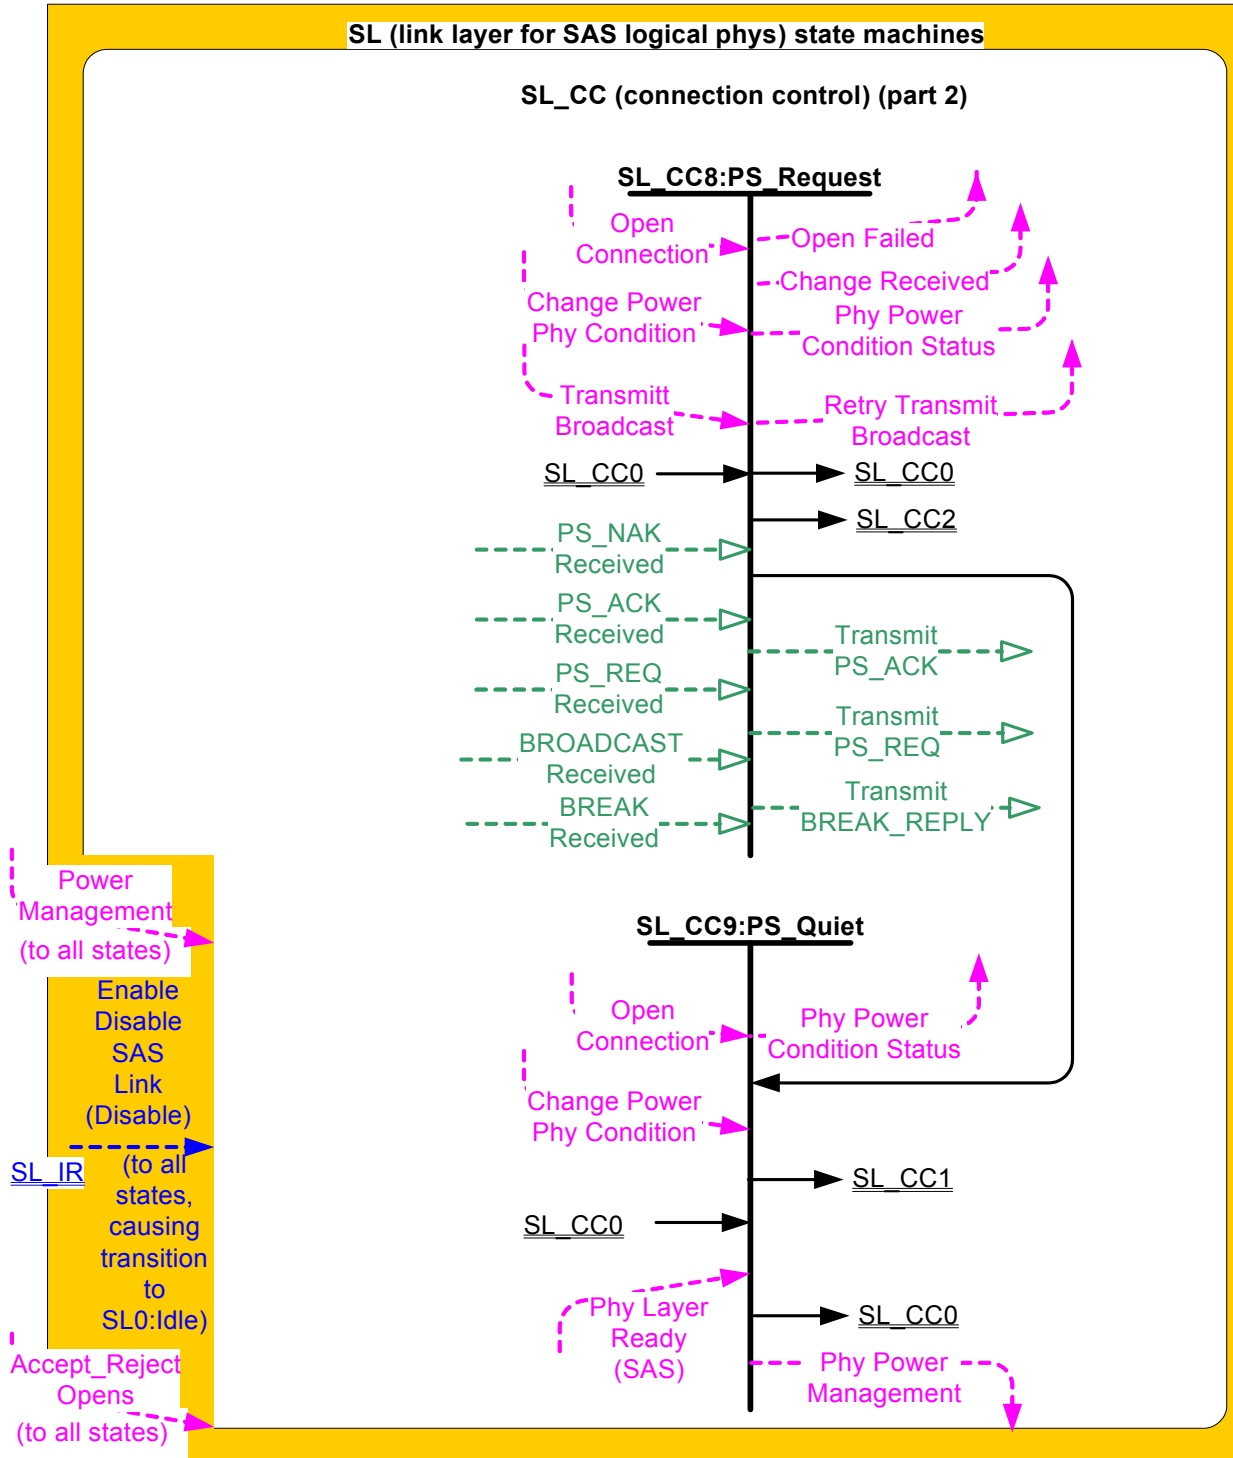 SL (link layer for SAS logical phys) state machines
SL_CC (connection control) (part 2)
SL_CC8:PS_Request
Open
Connection
Open Failed
Change Received
Change Power
Phy Condition
Phy Power
Condition Status
Transmitt
Broadcast
Retry Transmit
Broadcast
SL_CC0
SL_CC0
SL_CC2
PS_NAK
Received
PS_ACK
Received
Transmit
PS_ACK
PS_REQ
Received
Transmit
PS_REQ
BROADCAST
Received
Transmit
BREAK_REPLY
BREAK
Received
Power
Management
(to all states)
Enable
Disable
SAS
Link
(Disable)
SL_IR
(to all
states,
causing
transition
to
SL0:Idle)
Accept_Reject
Opens
(to all states)
SL_CC9:PS_Quiet
Open
Connection
Phy Power
Condition Status
Change Power
Phy Condition
SL_CC1
SL_CC0
Phy Layer
Ready
(SAS)
SL_CC0
Phy Power
Management